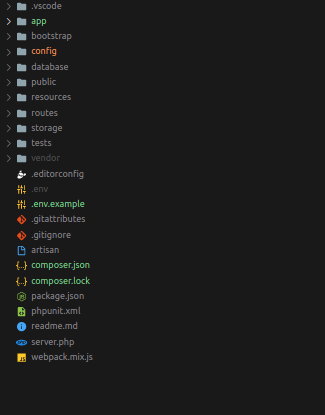 .vscode
app
bootstrap
config
database
public
resources
routes
storage
tests
vendor
.editorconfig
.env
.env.example
.gitattributes
.gitignore
artisan
composer.json
composer.lock
package.json
phpunit.xml
readme.md
server.php
webpack.mix.js